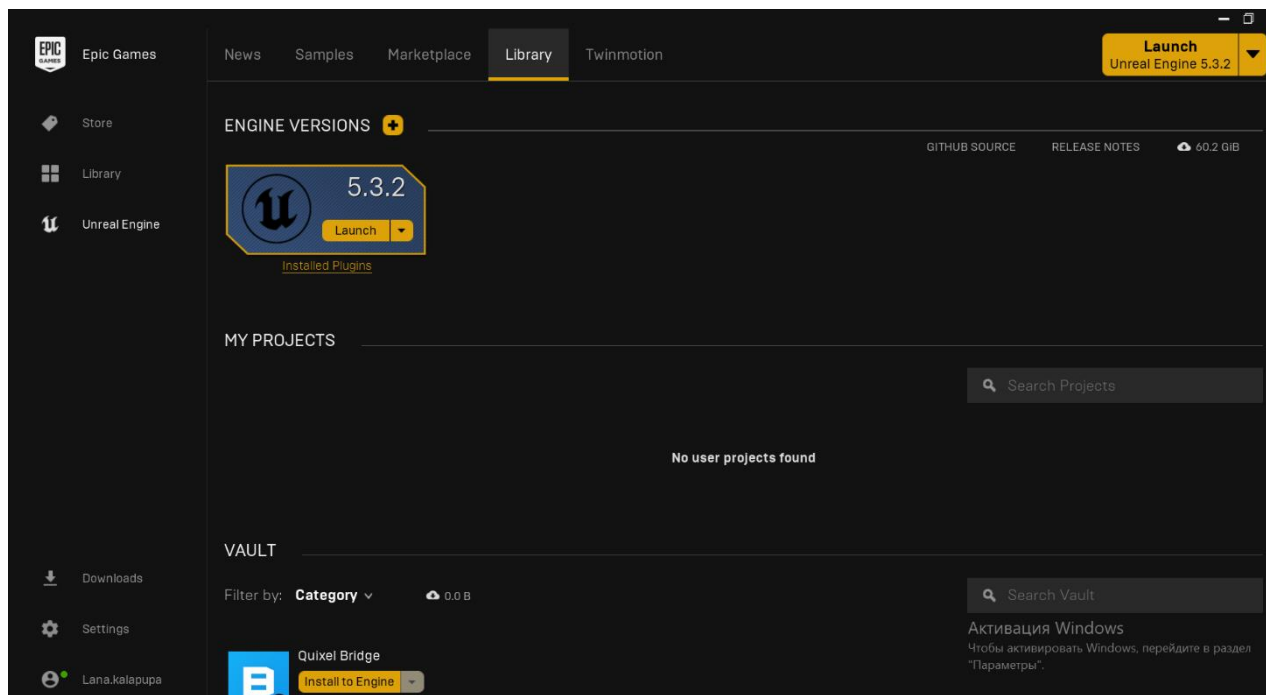 EPIC
GAMES
Epic Games
News
Samples
Marketplace
Library
Twinmotion
Launch
Unreal Engine 5.3.2
Store
Library
Unreal Engine
ENGINE VERSIONS
GITHUB SOURCE
RELEASE NOTES
60.2 GiB
5.3.2
Launch
Installed Plugins
MY PROJECTS
Search Projects
No user projects found
VAULT
Filter by: Category
0.0 B
Search Vault
Quixel Bridge
Install to Engine
Downloads
Settings
Lana.kalapupa
Активация Windows
Чтобы активировать Windows, перейдите в раздел
"Параметры".